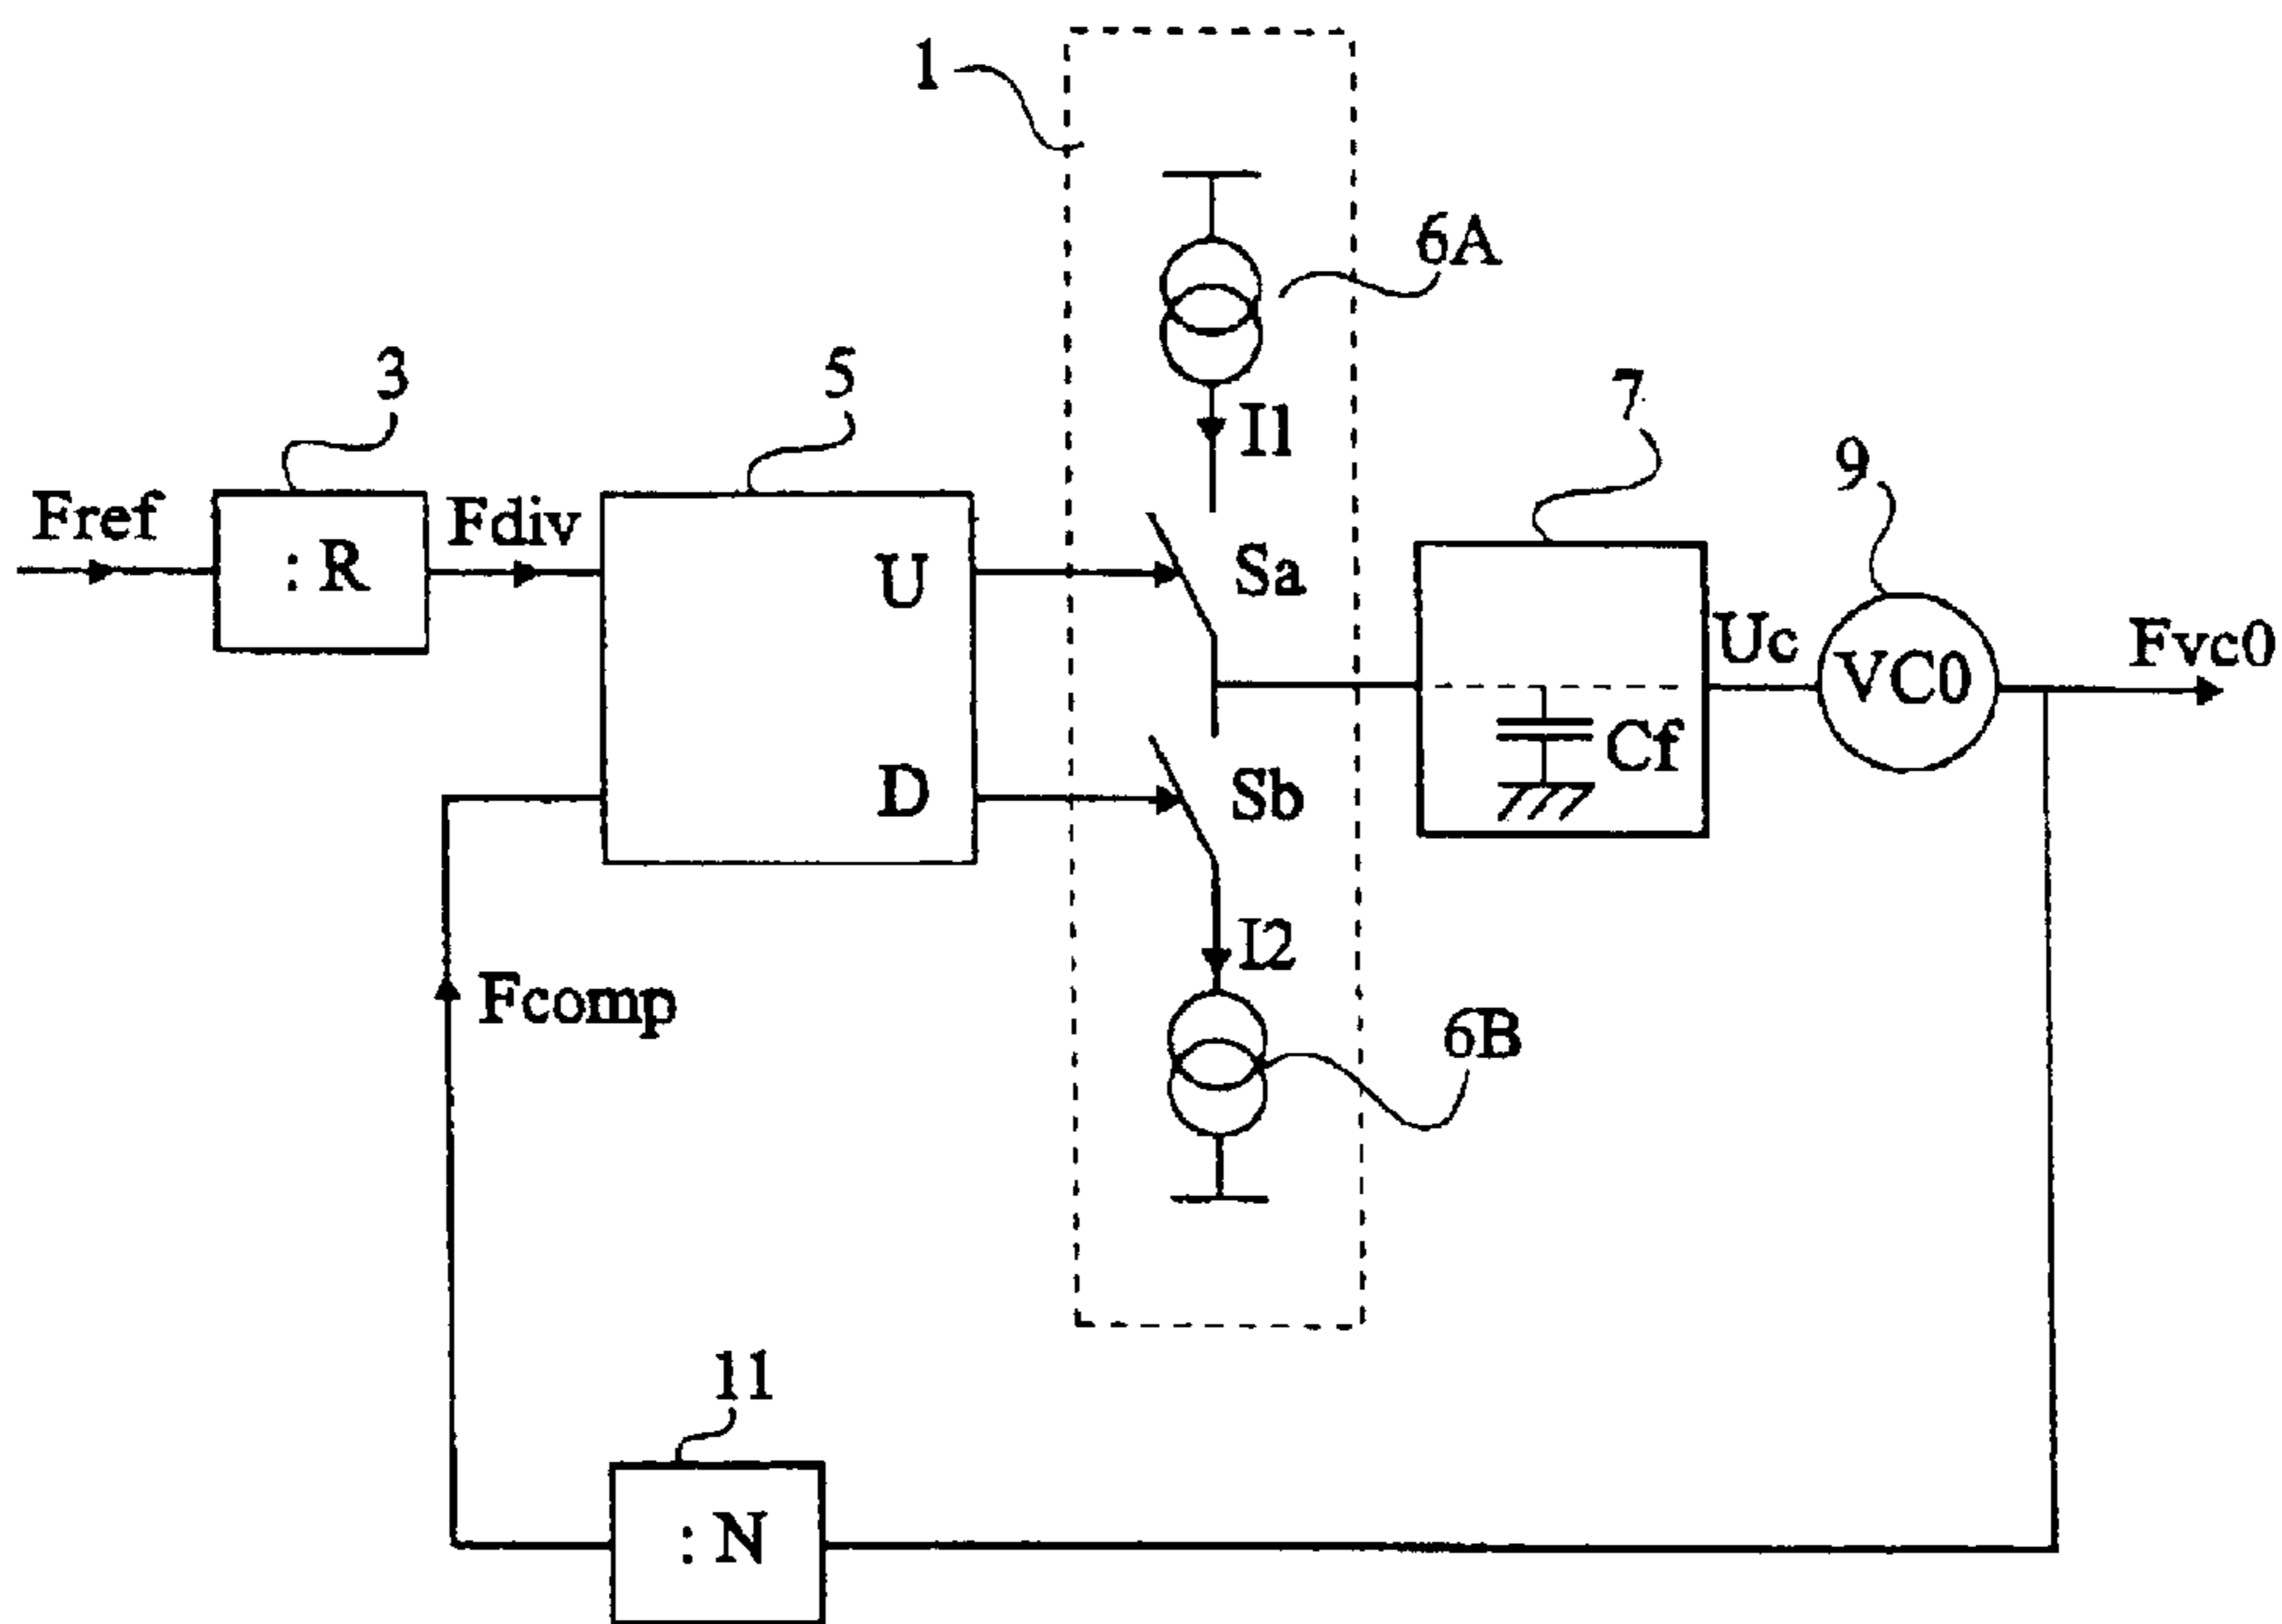 1
6A
I1
3
5
7
9
Fref
: R
Fdiv
U
Sa
Uc
VC0
Fvc0
Cf
D
Sb
I2
Fcomp
6B
11
: N